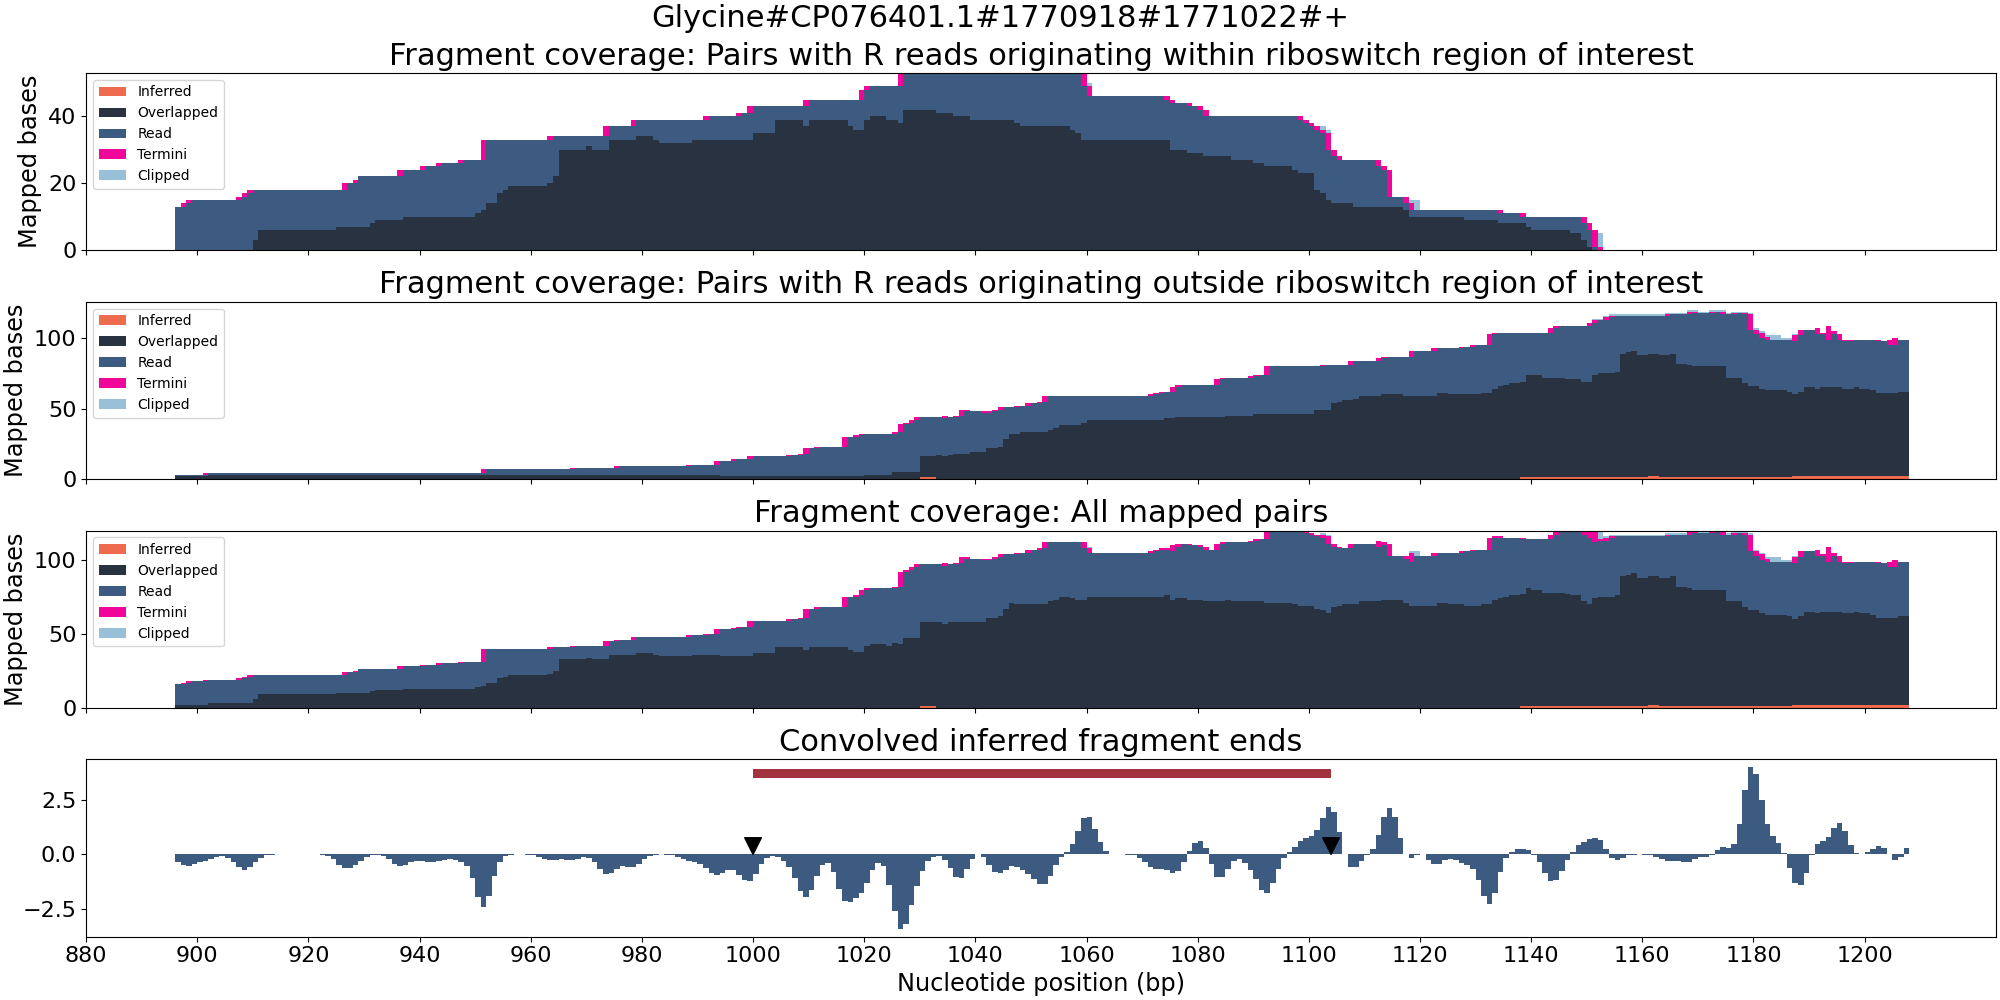 Glycine#CP076401.1#1770918#1771022#+
Fragment coverage: Pairs with R reads originating within riboswitch region of interest
Mapped bases
40
20
0
Inferred
Overlapped
Read
Termini
Clipped
Fragment coverage: Pairs with R reads originating outside riboswitch region of interest
Mapped bases
100
50
0
Inferred
Overlapped
Read
Termini
Clipped
Fragment coverage: All mapped pairs
Mapped bases
100
50
0
Inferred
Overlapped
Read
Termini
Clipped
Convolved inferred fragment ends
2.5
0.0
−2.5
880 900 920 940 960 980 1000 1020 1040 1060 1080 1100 1120 1140 1160 1180 1200
Nucleotide position (bp)